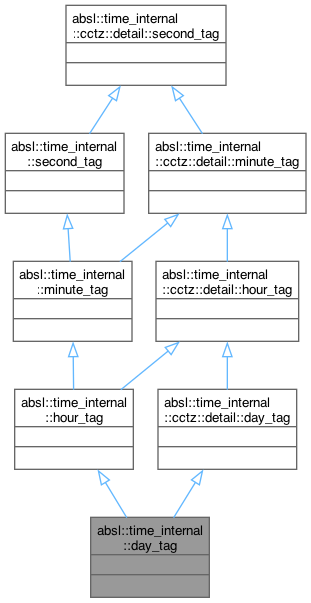 absl::time_internal
::cctz::detail::second_tag
absl::time_internal
::second_tag
absl::time_internal
::cctz::detail::minute_tag
absl::time_internal
::minute_tag
absl::time_internal
::cctz::detail::hour_tag
absl::time_internal
::hour_tag
absl::time_internal
::cctz::detail::day_tag
absl::time_internal
::day_tag